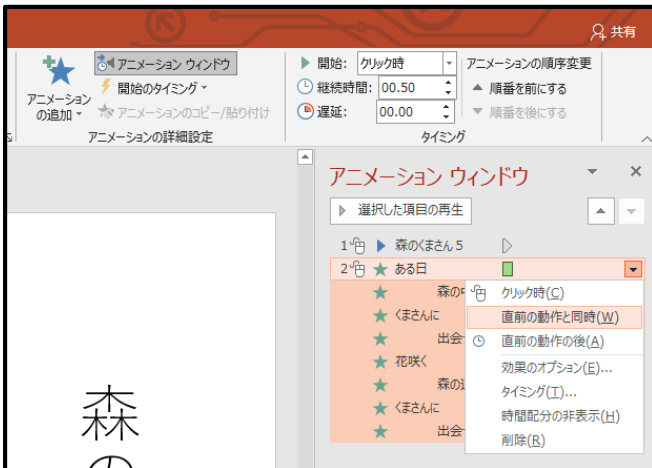 共有
アニメーション ウィンドウ
開始のタイミング
アニメーションのコピー/貼り付け
アニメーション
の追加
アニメーションの詳細設定
開始: クリック時
継続時間: 00.50
遅延: 00.00
タイミング
アニメーションの順序変更
順番を前にする
順番を後にする
アニメーション ウィンドウ
選択した項目の再生
1 森のくまさん 5
2 ある日
森の
くまさんに
出会
花咲く
森の
くまさんに
出会
クリック時(C)
直前の動作と同時(W)
直前の動作の後(A)
効果のオプション(E)...
タイミング(T)...
時間配分の非表示(H)
削除(R)
森